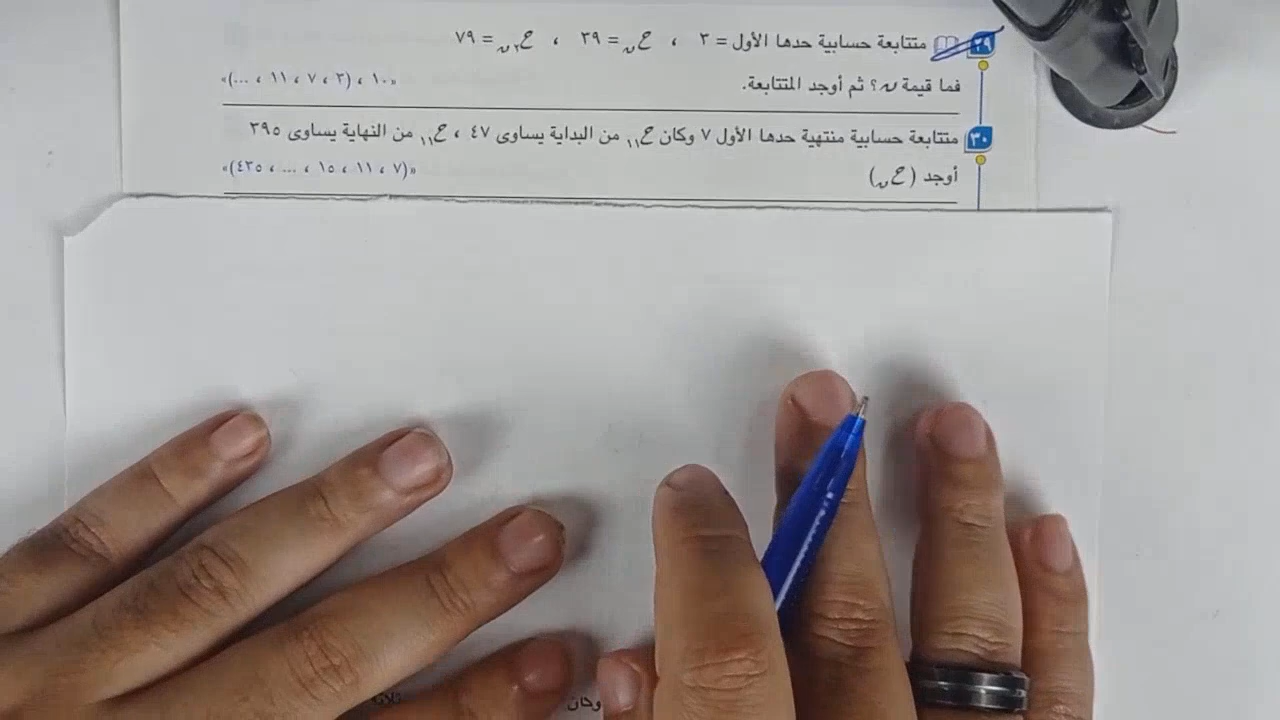 ٢٩ متتابعة حسابية حدها الأول = ٣ ، ح ن = ٣٩ ، ح ٢ن = ٧٩
فما قيمة ن؟ ثم أوجد المتتابعة. «١٠ ، (٣ ، ٧ ، ١١ ، ...)»
٣٠ متتابعة حسابية منتهية حدها الأول ٧ وكان ح ١١ من البداية يساوى ٤٧ ، ح ١١ من النهاية يساوى ٣٩٥
أوجد (ح ن) «(٧ ، ١١ ، ١٥ ، ... ، ٤٣٥)»
وكان ثلاثة